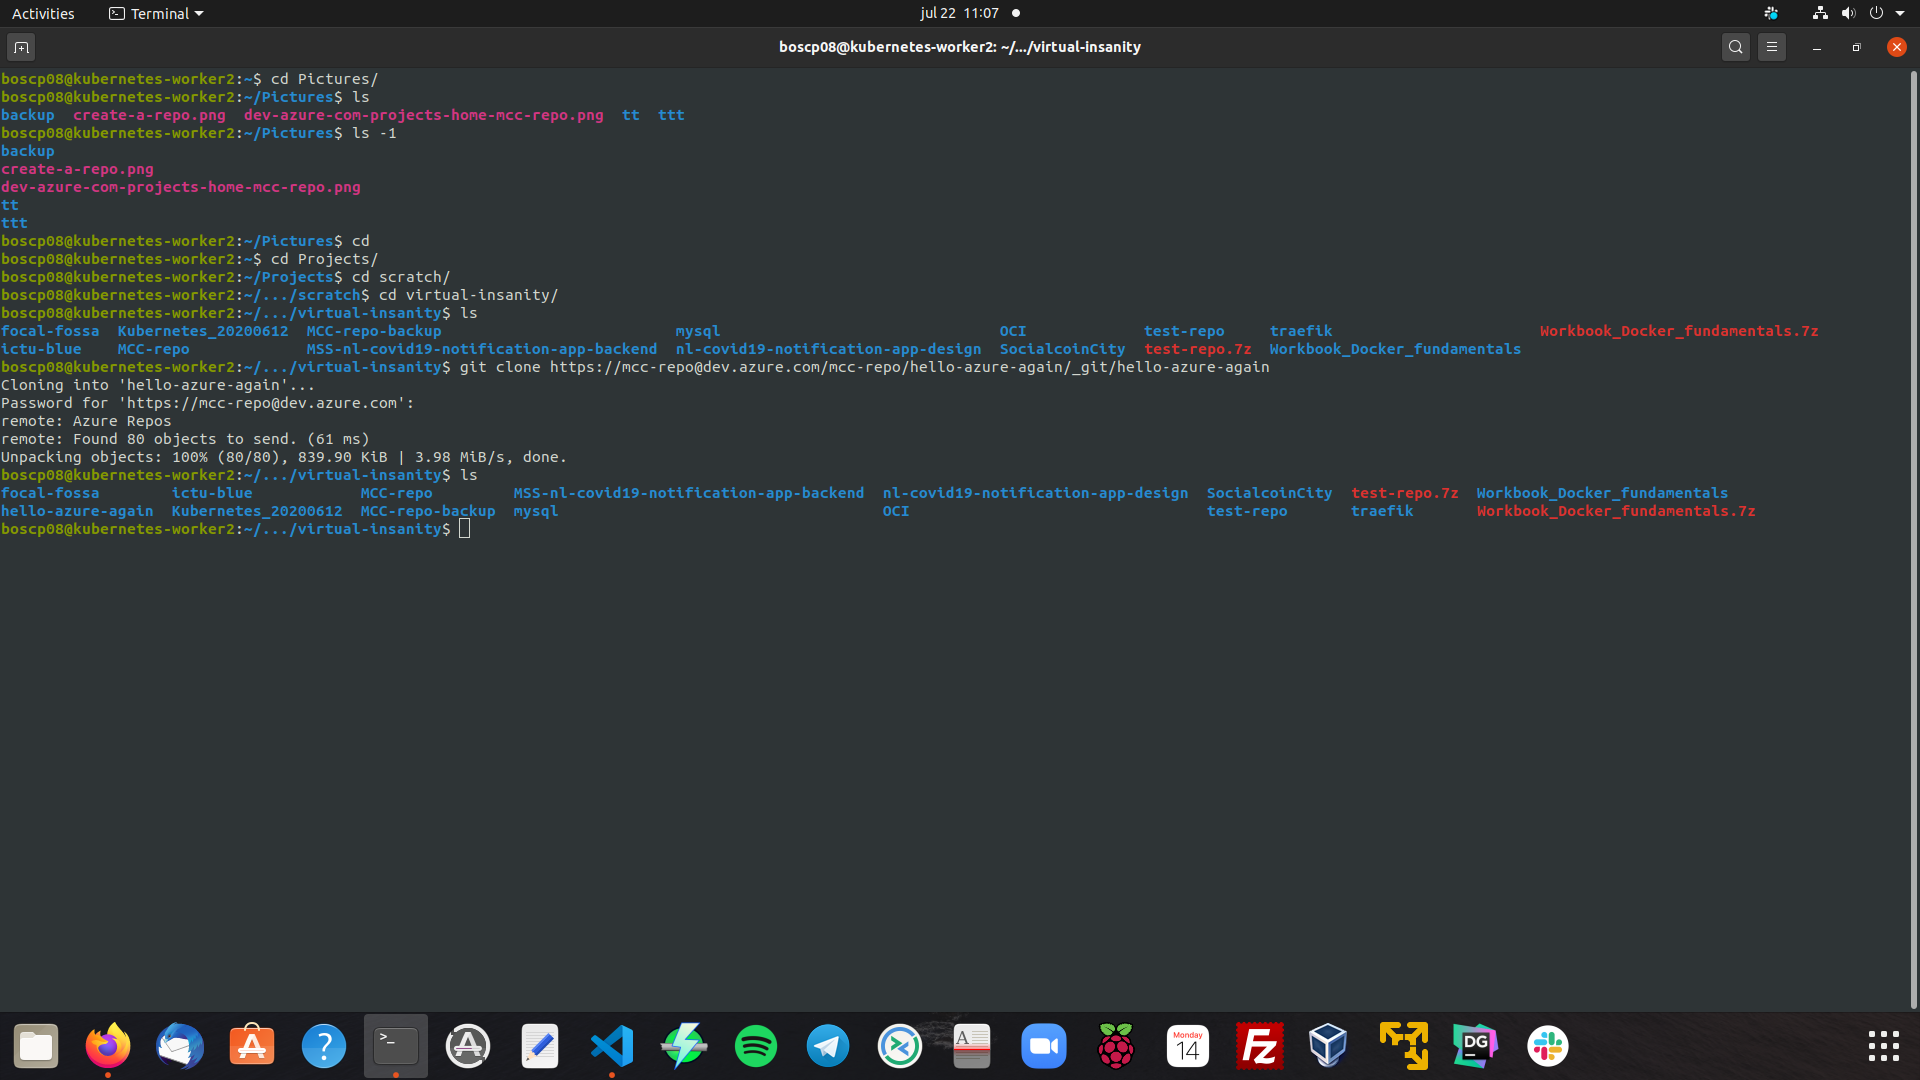 Activities Terminal jul 22 11:07
boscp08@kubernetes-worker2: ~/.../virtual-insanity
boscp08@kubernetes-worker2:~$ cd Pictures/
boscp08@kubernetes-worker2:~/Pictures$ ls
backup create-a-repo.png dev-azure-com-projects-home-mcc-repo.png tt ttt
boscp08@kubernetes-worker2:~/Pictures$ ls -1
backup
create-a-repo.png
dev-azure-com-projects-home-mcc-repo.png
tt
ttt
boscp08@kubernetes-worker2:~/Pictures$ cd
boscp08@kubernetes-worker2:~$ cd Projects/
boscp08@kubernetes-worker2:~/Projects$ cd scratch/
boscp08@kubernetes-worker2:~/.../scratch$ cd virtual-insanity/
boscp08@kubernetes-worker2:~/.../virtual-insanity$ ls
focal-fossa Kubernetes_20200612 MCC-repo-backup mysql OCI test-repo traefik Workbook_Docker_fundamentals.7z
ictu-blue MCC-repo MSS-nl-covid19-notification-app-backend nl-covid19-notification-app-design SocialcoinCity test-repo.7z Workbook_Docker_fundamentals
boscp08@kubernetes-worker2:~/.../virtual-insanity$ git clone https://mcc-repo@dev.azure.com/mcc-repo/hello-azure-again/_git/hello-azure-again
Cloning into 'hello-azure-again'...
Password for 'https://mcc-repo@dev.azure.com':
remote: Azure Repos
remote: Found 80 objects to send. (61 ms)
Unpacking objects: 100% (80/80), 839.90 KiB | 3.98 MiB/s, done.
boscp08@kubernetes-worker2:~/.../virtual-insanity$ ls
focal-fossa ictu-blue MCC-repo MSS-nl-covid19-notification-app-backend nl-covid19-notification-app-design SocialcoinCity test-repo.7z Workbook_Docker_fundamentals
hello-azure-again Kubernetes_20200612 MCC-repo-backup mysql OCI test-repo traefik Workbook_Docker_fundamentals.7z
boscp08@kubernetes-worker2:~/.../virtual-insanity$
Monday
14
Fz
DG